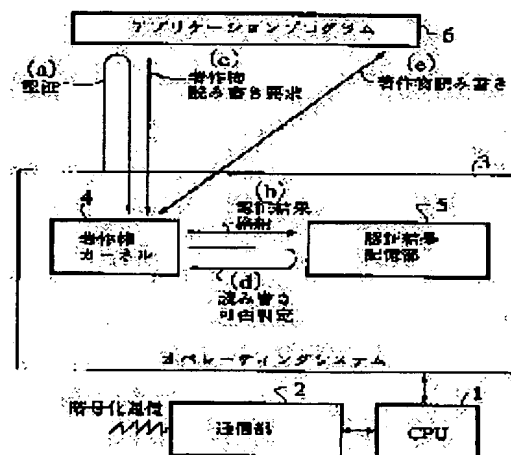 アプリケーションプログラム
6
(a)
認証
(c)
著作物
読み書き要求
(e)
著作物読み書き
3
4
著作権
カーネル
(b)
認証結果
格納
5
認証結果
記憶部
(d)
読み書き
可否判定
オペレーティングシステム
暗号化通信
2
通信部
1
CPU